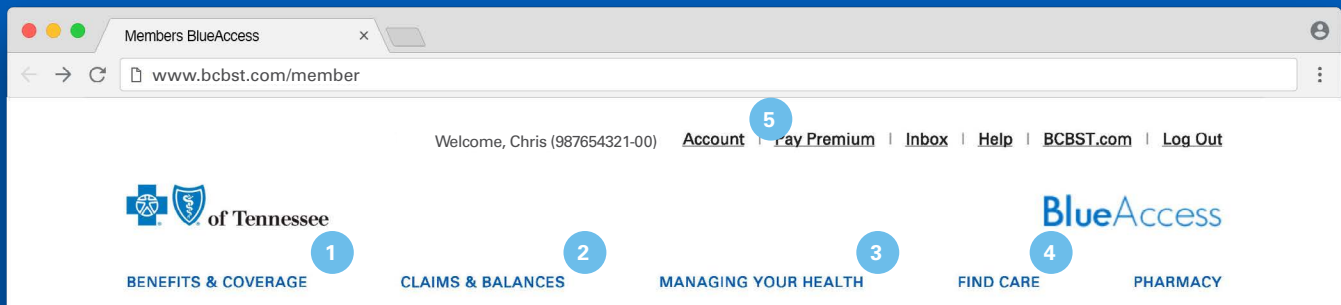 Members BlueAccess
www.bcbst.com/member
5
Welcome, Chris (987654321-00) Account | Pay Premium | Inbox | Help | BCBST.com | Log Out
of Tennessee
BlueAccess
1 2 3 4
BENEFITS & COVERAGE CLAIMS & BALANCES MANAGING YOUR HEALTH FIND CARE PHARMACY